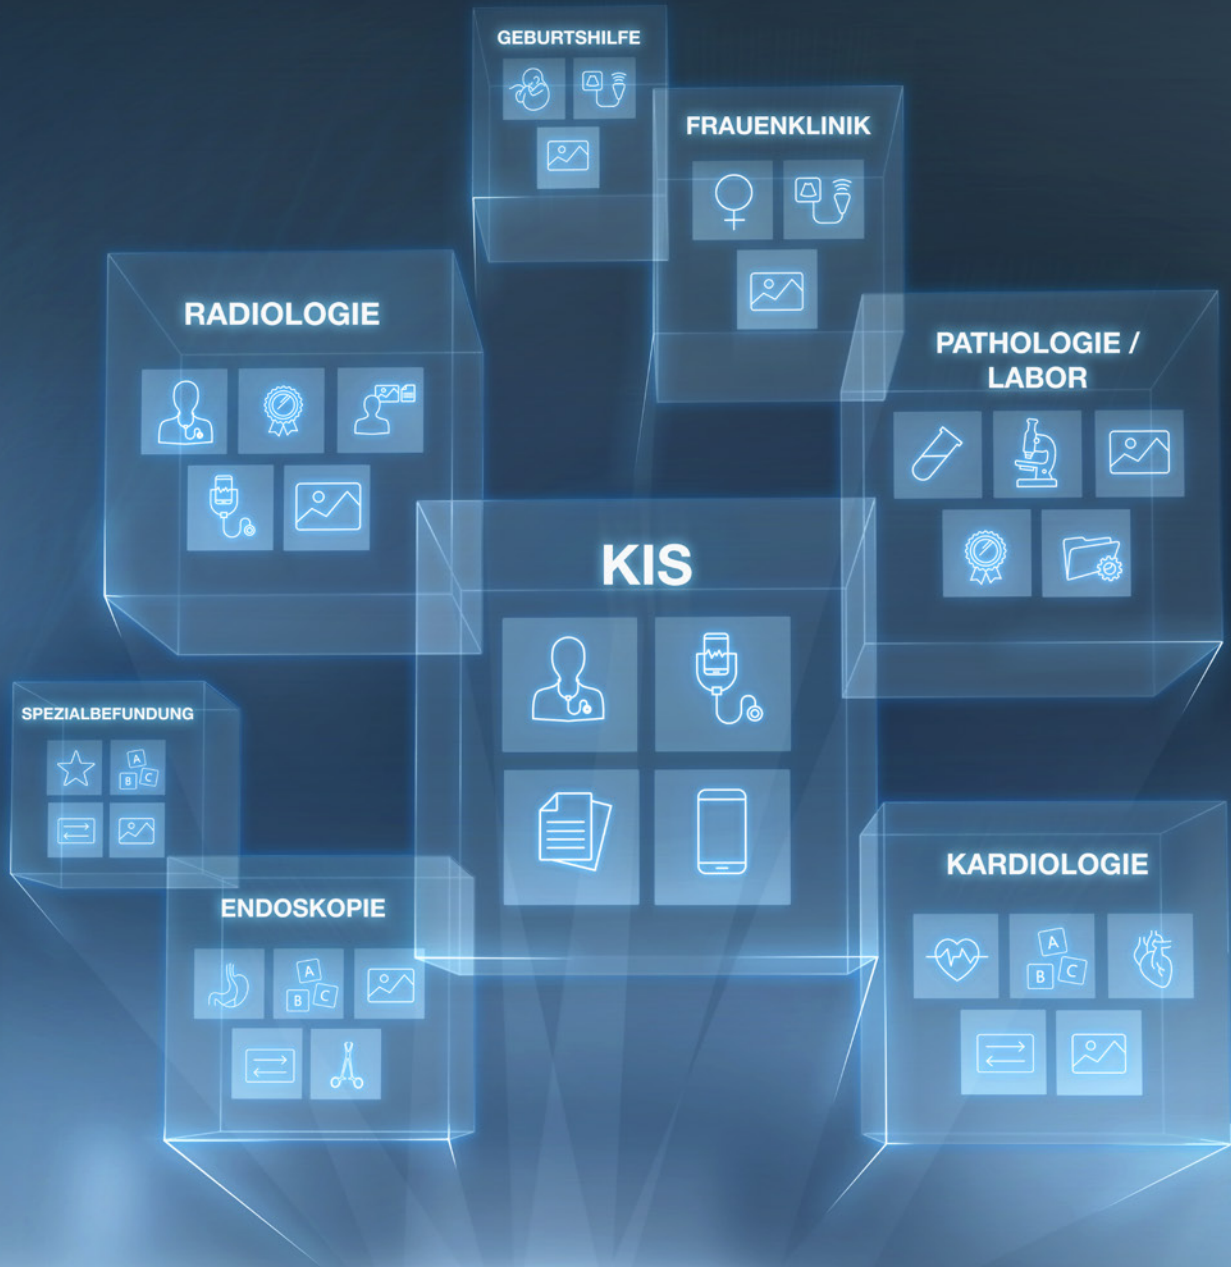 GEBURTSHILFE
FRAUENKLINIK
RADIOLOGIE
PATHOLOGIE /
LABOR
KIS
SPEZIALBEFUNDUNG
A
B C
ENDOSKOPIE
A
B C
KARDIOLOGIE
A
B C